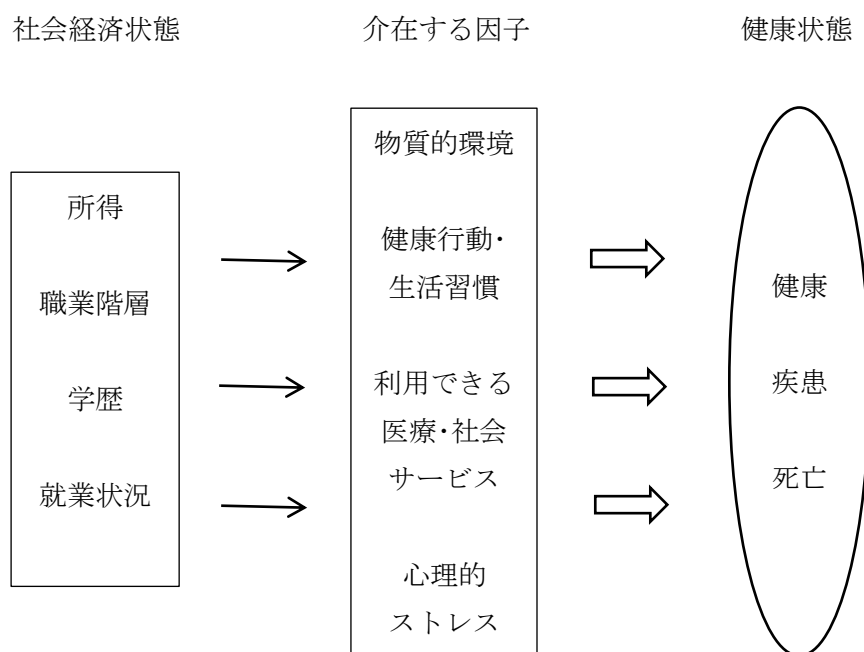 社会経済状態
介在する因子
健康状態
所得
職業階層
学歴
就業状況
物質的環境
健康行動・
生活習慣
利用できる
医療・社会
サービス
心理的
ストレス
健康
疾患
死亡